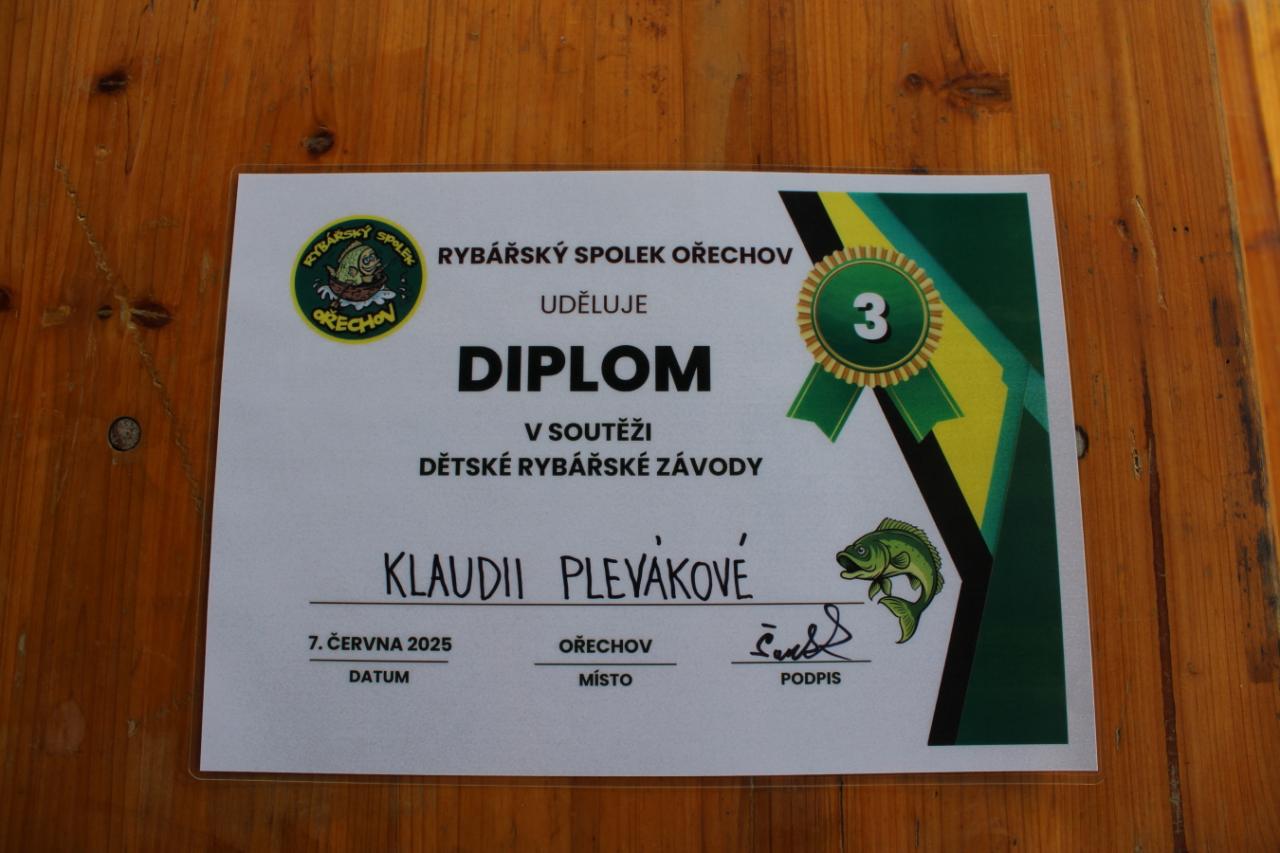 RYBÁŘSKÝ SPOLEK
OŘECHOV
RYBÁŘSKÝ SPOLEK OŘECHOV
UDĚLUJE
DIPLOM
V SOUTĚŽI
DĚTSKÉ RYBÁŘSKÉ ZÁVODY
3
KLAUDII PLEVÁKOVÉ
7. ČERVNA 2025
DATUM
OŘECHOV
MÍSTO
PODPIS